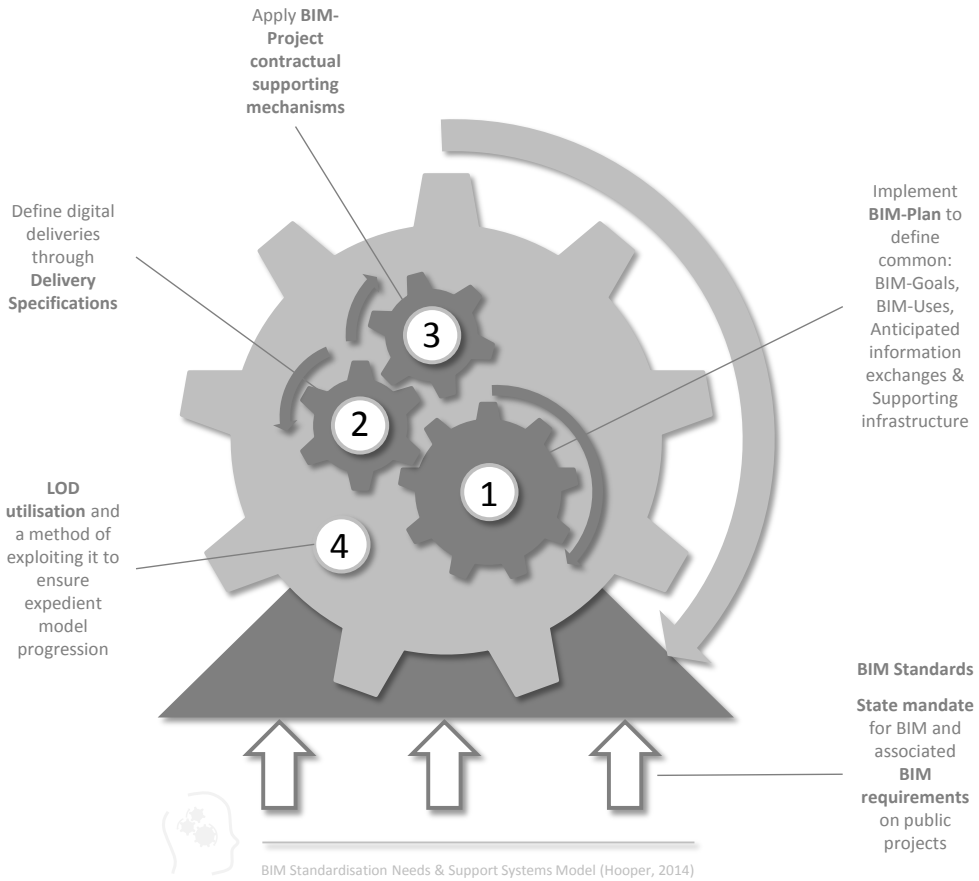 Apply BIM-
Project
contractual
supporting
mechanisms
Define digital
deliveries
through
Delivery
Specifications
Implement
BIM-Plan to
define
common:
BIM-Goals,
BIM-Uses,
Anticipated
information
exchanges &
Supporting
infrastructure
3
2
1
4
LOD
utilisation and
a method of
exploiting it to
ensure
expedient
model
progression
BIM Standards
State mandate
for BIM and
associated
BIM
requirements
on public
projects
BIM Standardisation Needs & Support Systems Model (Hooper, 2014)